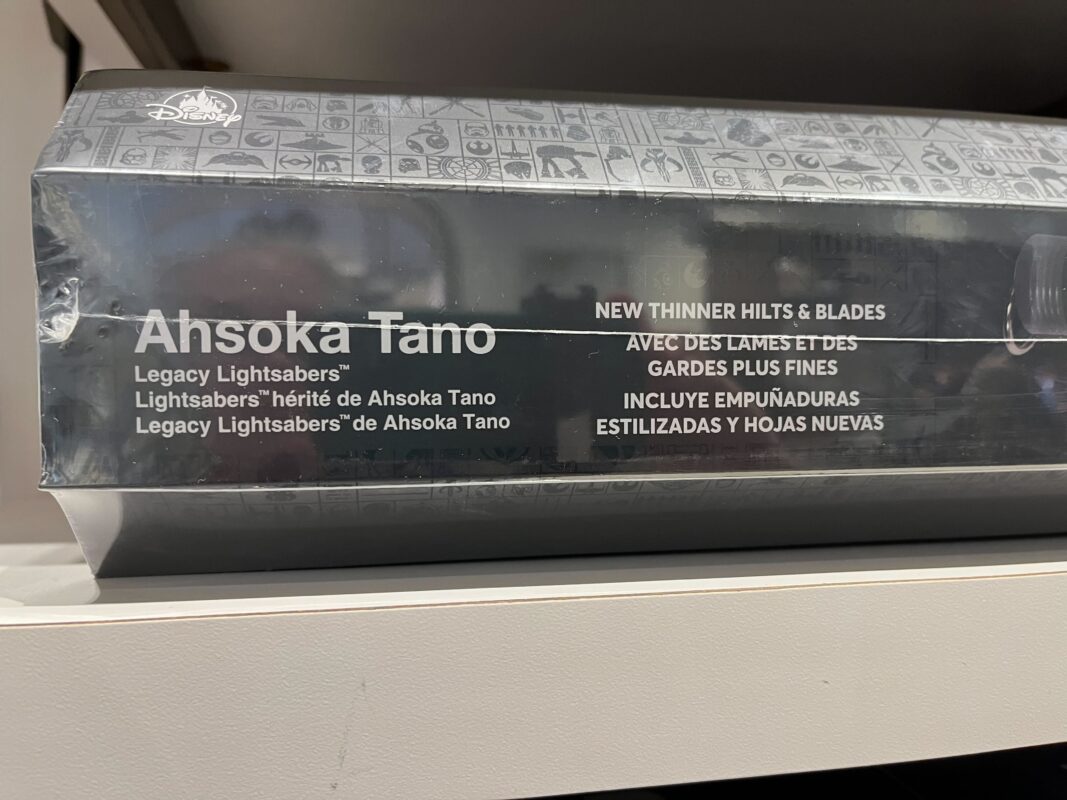 Disney
Ahsoka Tano
Legacy Lightsabers™
Lightsabers™ hérité de Ahsoka Tano
Legacy Lightsabers™ de Ahsoka Tano
NEW THINNER HILTS & BLADES
AVEC DES LAMES ET DES
GARDES PLUS FINES
INCLUYE EMPUÑADURAS
ESTILIZADAS Y HOJAS NUEVAS